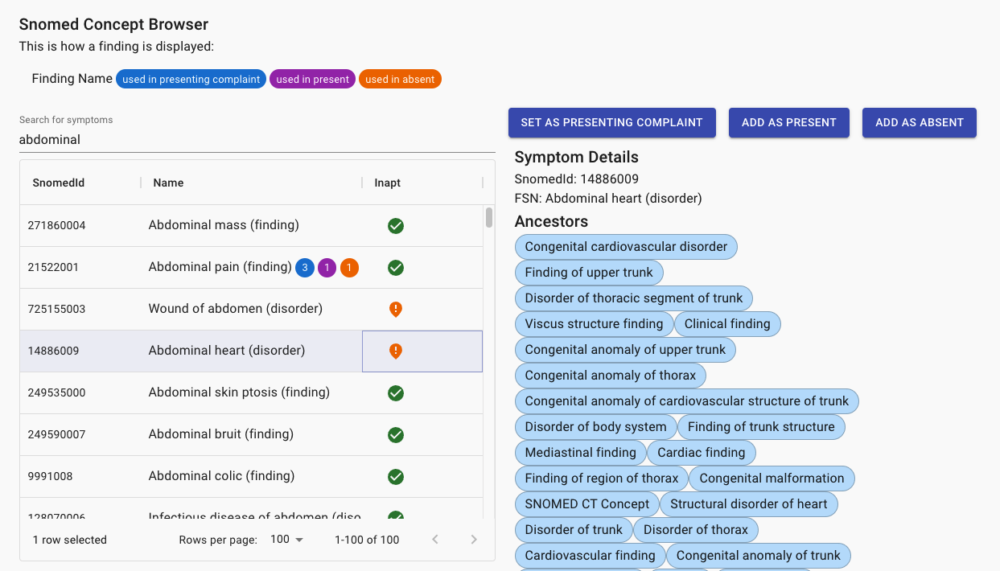 Snomed Concept Browser
This is how a finding is displayed:
Finding Name used in presenting complaint used in present used in absent
Search for symptoms
abdominal
SnomedId Name Inapt
271860004 Abdominal mass (finding)
21522001 Abdominal pain (finding) 3 1 1
725155003 Wound of abdomen (disorder)
14886009 Abdominal heart (disorder)
249535000 Abdominal skin ptosis (finding)
249590007 Abdominal bruit (finding)
9991008 Abdominal colic (finding)
128070006 Infectious disease of abdomen (diso
1 row selected Rows per page: 100 1-100 of 100
SET AS PRESENTING COMPLAINT ADD AS PRESENT ADD AS ABSENT
Symptom Details
SnomedId: 14886009
FSN: Abdominal heart (disorder)
Ancestors
Congenital cardiovascular disorder
Finding of upper trunk
Disorder of thoracic segment of trunk
Viscus structure finding Clinical finding
Congenital anomaly of upper trunk
Congenital anomaly of thorax
Congenital anomaly of cardiovascular structure of trunk
Disorder of body system Finding of trunk structure
Mediastinal finding Cardiac finding
Finding of region of thorax Congenital malformation
SNOMED CT Concept Structural disorder of heart
Disorder of trunk Disorder of thorax
Cardiovascular finding Congenital anomaly of trunk